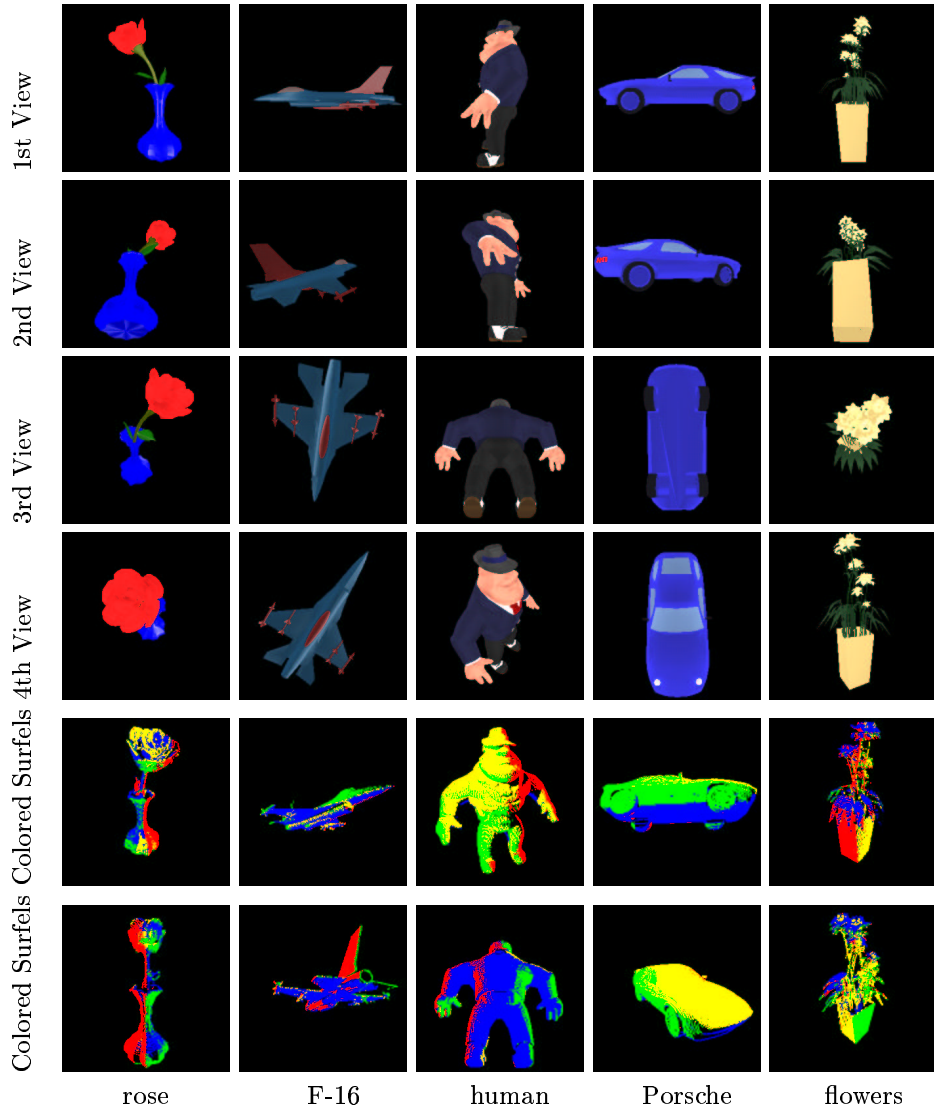 1st View
2nd View
3rd View
4th View
Colored Surfels
Colored Surfels
rose
F-16
human
Porsche
flowers